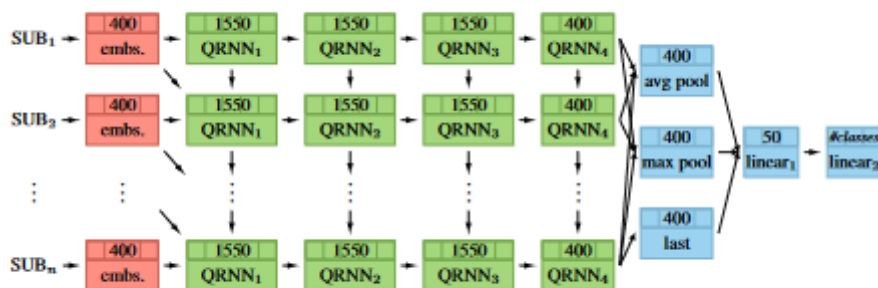 SUB₁ 400 embs. 1550 QRNN₁ 1550 QRNN₂ 1550 QRNN₃ 400 QRNN₄
400 avg pool
SUB₂ 400 embs. 1550 QRNN₁ 1550 QRNN₂ 1550 QRNN₃ 400 QRNN₄
400 max pool 50 linear₁ #classes linear₂
SUBₙ 400 embs. 1550 QRNN₁ 1550 QRNN₂ 1550 QRNN₃ 400 QRNN₄
400 last